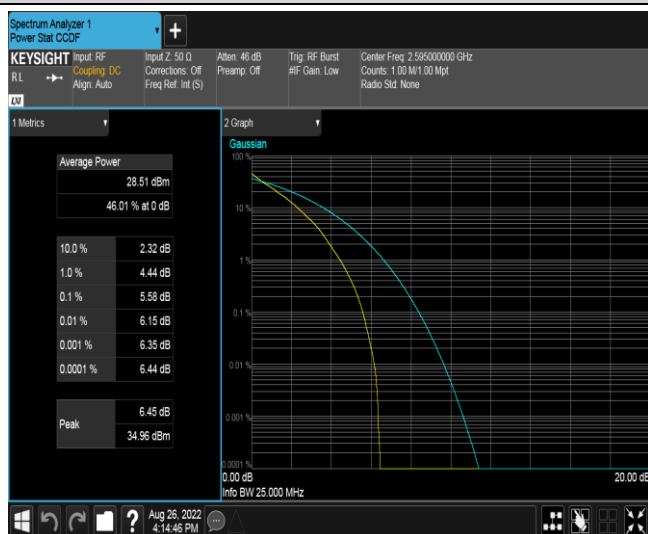 Spectrum Analyzer 1
Power Stat CCDF
KEYSIGHT
RL
LXI
Input: RF
Coupling: DC
Align: Auto
Input Z: 50 Ω
Corrections: Off
Freq Ref: Int (S)
Atten: 46 dB
Preamp: Off
Trig: RF Burst
#IF Gain: Low
Center Freq: 2.595000000 GHz
Counts: 1.00 M/1.00 Mpt
Radio Std: None
1 Metrics
Average Power
28.51 dBm
46.01 % at 0 dB
10.0 % 2.32 dB
1.0 % 4.44 dB
0.1 % 5.58 dB
0.01 % 6.15 dB
0.001 % 6.35 dB
0.0001 % 6.44 dB
Peak
6.45 dB
34.96 dBm
2 Graph
Gaussian
100 %
10 %
1 %
0.1 %
0.01 %
0.001 %
0.0001 %
0.00 dB
20.00 dB
Info BW 25.000 MHz
Aug 26, 2022
4:14:46 PM